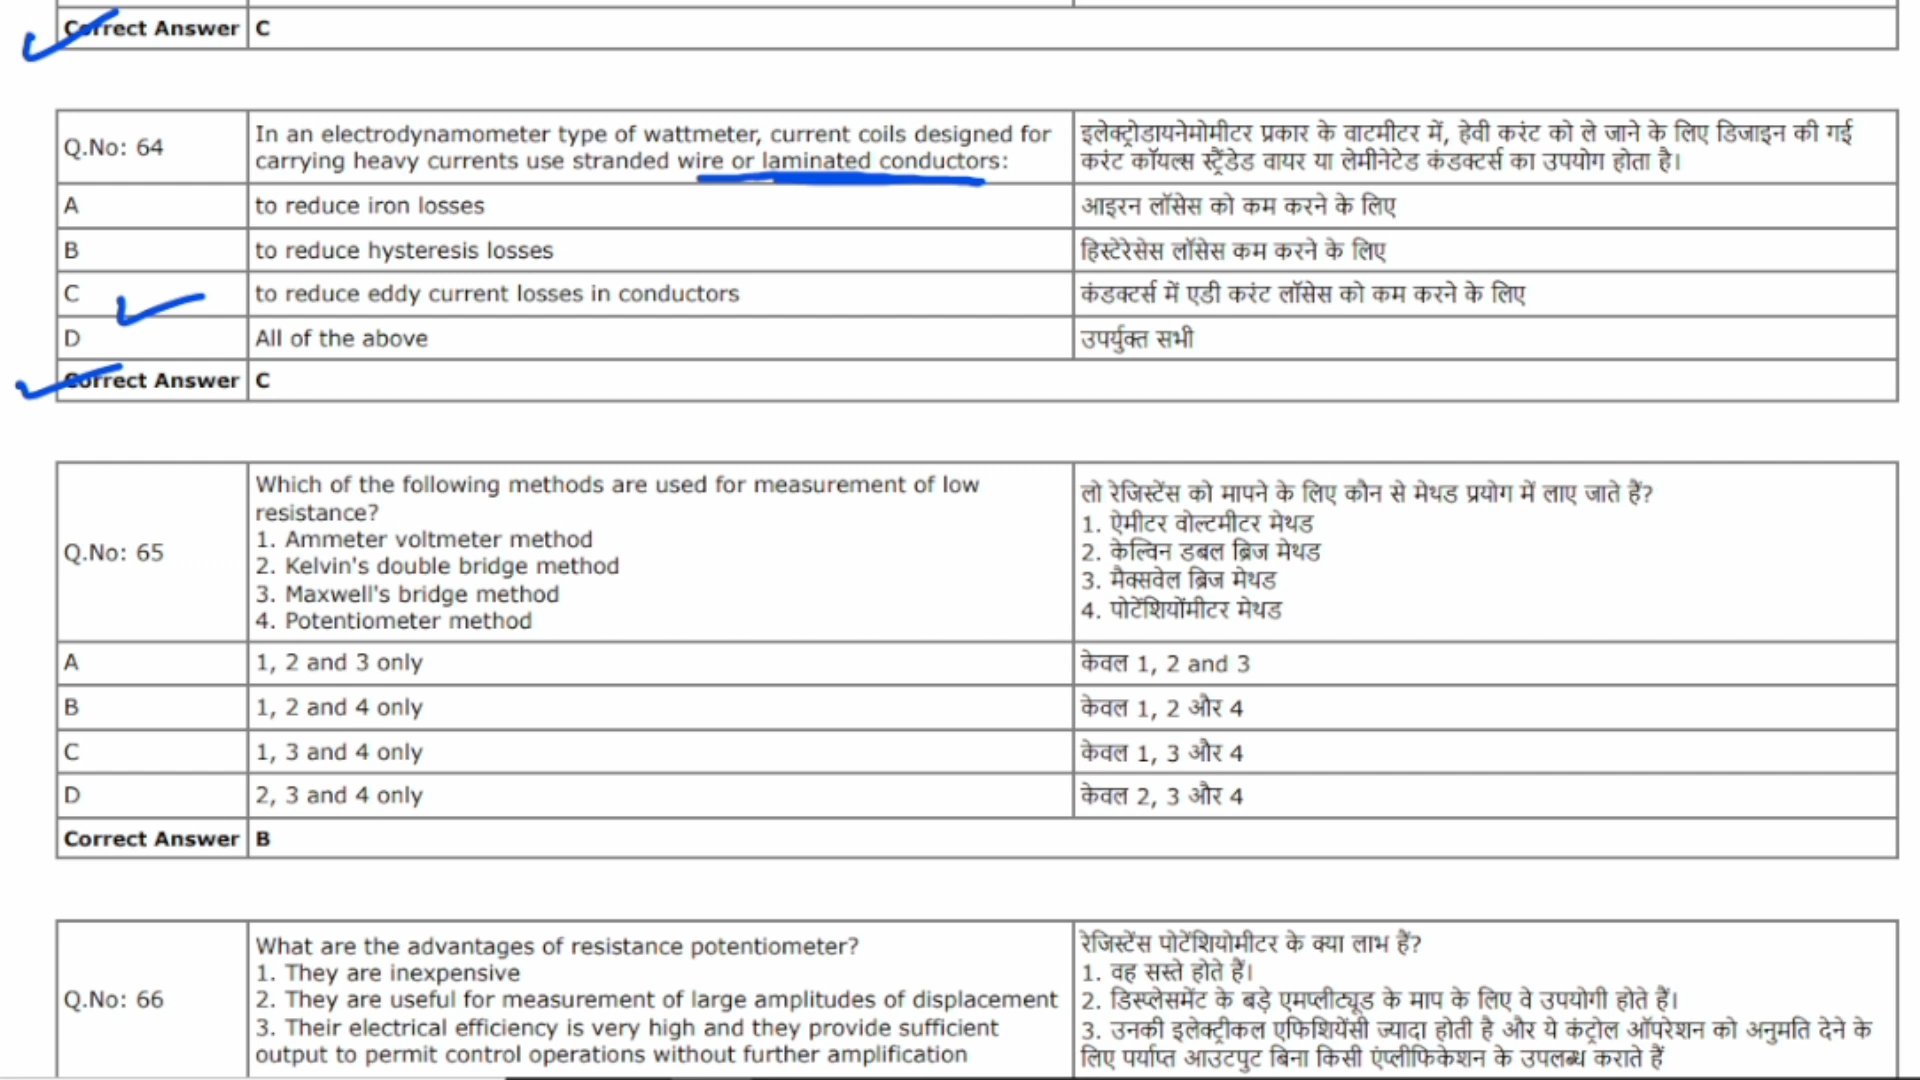 Correct Answer C
Q.No: 64
In an electrodynamometer type of wattmeter, current coils designed for
carrying heavy currents use stranded wire or laminated conductors:
इलेक्ट्रोडायनेमोमीटर प्रकार के वाटमीटर में, हेवी करंट को ले जाने के लिए डिजाइन की गई
करंट कॉयल्स स्ट्रैंडेड वायर या लेमीनेटेड कंडक्टर्स का उपयोग होता है।
A to reduce iron losses आइरन लॉसेस को कम करने के लिए
B to reduce hysteresis losses हिस्टेरेसेस लॉसेस कम करने के लिए
C to reduce eddy current losses in conductors कंडक्टर्स में एडी करंट लॉसेस को कम करने के लिए
D All of the above उपर्युक्त सभी
Correct Answer C
Q.No: 65
Which of the following methods are used for measurement of low
resistance?
1. Ammeter voltmeter method
2. Kelvin's double bridge method
3. Maxwell's bridge method
4. Potentiometer method
लो रेजिस्टेंस को मापने के लिए कौन से मेथड प्रयोग में लाए जाते हैं?
1. ऐमीटर वोल्टमीटर मेथड
2. केल्विन डबल ब्रिज मेथड
3. मैक्सवेल ब्रिज मेथड
4. पोटेंशियोंमीटर मेथड
A 1, 2 and 3 only केवल 1, 2 and 3
B 1, 2 and 4 only केवल 1, 2 और 4
C 1, 3 and 4 only केवल 1, 3 और 4
D 2, 3 and 4 only केवल 2, 3 और 4
Correct Answer B
Q.No: 66
What are the advantages of resistance potentiometer?
1. They are inexpensive
2. They are useful for measurement of large amplitudes of displacement
3. Their electrical efficiency is very high and they provide sufficient
output to permit control operations without further amplification
रेजिस्टेंस पोटेंशियोमीटर के क्या लाभ हैं?
1. वह सस्ते होते हैं।
2. डिस्प्लेसमेंट के बड़े एमप्लीट्यूड के माप के लिए वे उपयोगी होते हैं।
3. उनकी इलेक्ट्रीकल एफिशियेंसी ज्यादा होती है और ये कंट्रोल ऑपरेशन को अनुमति देने के
लिए पर्याप्त आउटपुट बिना किसी एंप्लीफिकेशन के उपलब्ध कराते हैं